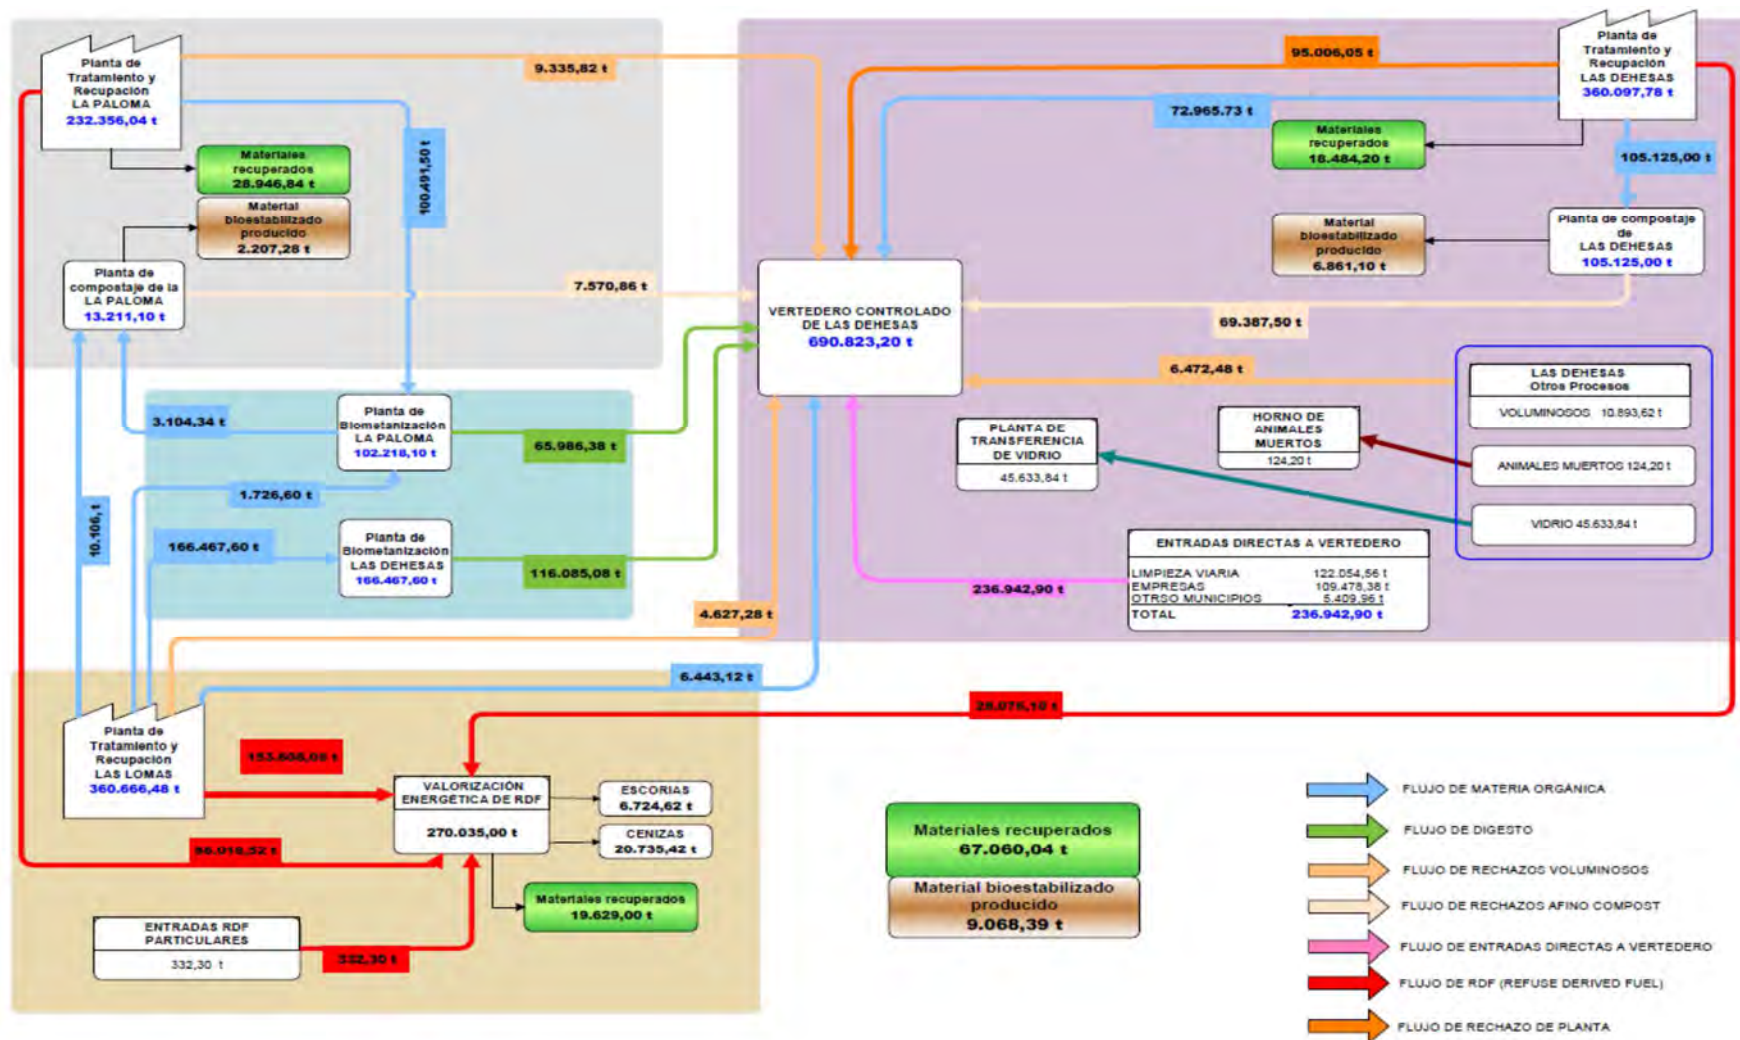 Planta de
Tratamiento y
Recupación
LA PALOMA
232.356,04 t
9.335,82 t
100.491,50 t
Materiales
recuperados
28.946,84 t
Material
bioestabilizado
producido
2.207,28 t
Planta de
compostaje de la
LA PALOMA
13.211,10 t
7.570,86 t
95.006,05 t
72.965.73 t
Planta de
Tratamiento y
Recupación
LAS DEHESAS
360.097,78 t
Materiales
recuperados
18.484,20 t
105.125,00 t
Material
bioestabilizado
producido
6.861,10 t
Planta de compostaje
de
LAS DEHESAS
105.125,00 t
VERTEDERO CONTROLADO
DE LAS DEHESAS
690.823,20 t
69.387,50 t
6.472,48 t
LAS DEHESAS
Otros Procesos
VOLUMINOSOS 10.893,62 t
ANIMALES MUERTOS 124,20 t
VIDRIO 45.633,84 t
HORNO DE
ANIMALES
MUERTOS
124,20 t
PLANTA DE
TRANSFERENCIA
DE VIDRIO
45.633,84 t
3.104,34 t
Planta de
Biometanización
LA PALOMA
102.218,10 t
65.986,38 t
1.726,60 t
10.106, t
166.467,60 t
Planta de
Biometanización
LAS DEHESAS
166.467,60 t
116.085,08 t
236.942,90 t
ENTRADAS DIRECTAS A VERTEDERO
LIMPIEZA VIARIA 122.054,56 t
EMPRESAS 109.478,38 t
OTRSO MUNICIPIOS 5.409,96 t
TOTAL 236.942,90 t
4.627,28 t
6.443,12 t
Planta de
Tratamiento y
Recupación
LAS LOMAS
360.666,48 t
VALORIZACIÓN
ENERGÉTICA DE RDF
270.035,00 t
ESCORIAS
6.724,62 t
CENIZAS
20.735,42 t
Materiales recuperados
19.629,00 t
ENTRADAS RDF
PARTICULARES
332,30 t
332,30 t
Materiales recuperados
67.060,04 t
Material bioestabilizado
producido
9.068,39 t
FLUJO DE MATERIA ORGÁNICA
FLUJO DE DIGESTO
FLUJO DE RECHAZOS VOLUMINOSOS
FLUJO DE RECHAZOS AFINO COMPOST
FLUJO DE ENTRADAS DIRECTAS A VERTEDERO
FLUJO DE RDF (REFUSE DERIVED FUEL)
FLUJO DE RECHAZO DE PLANTA